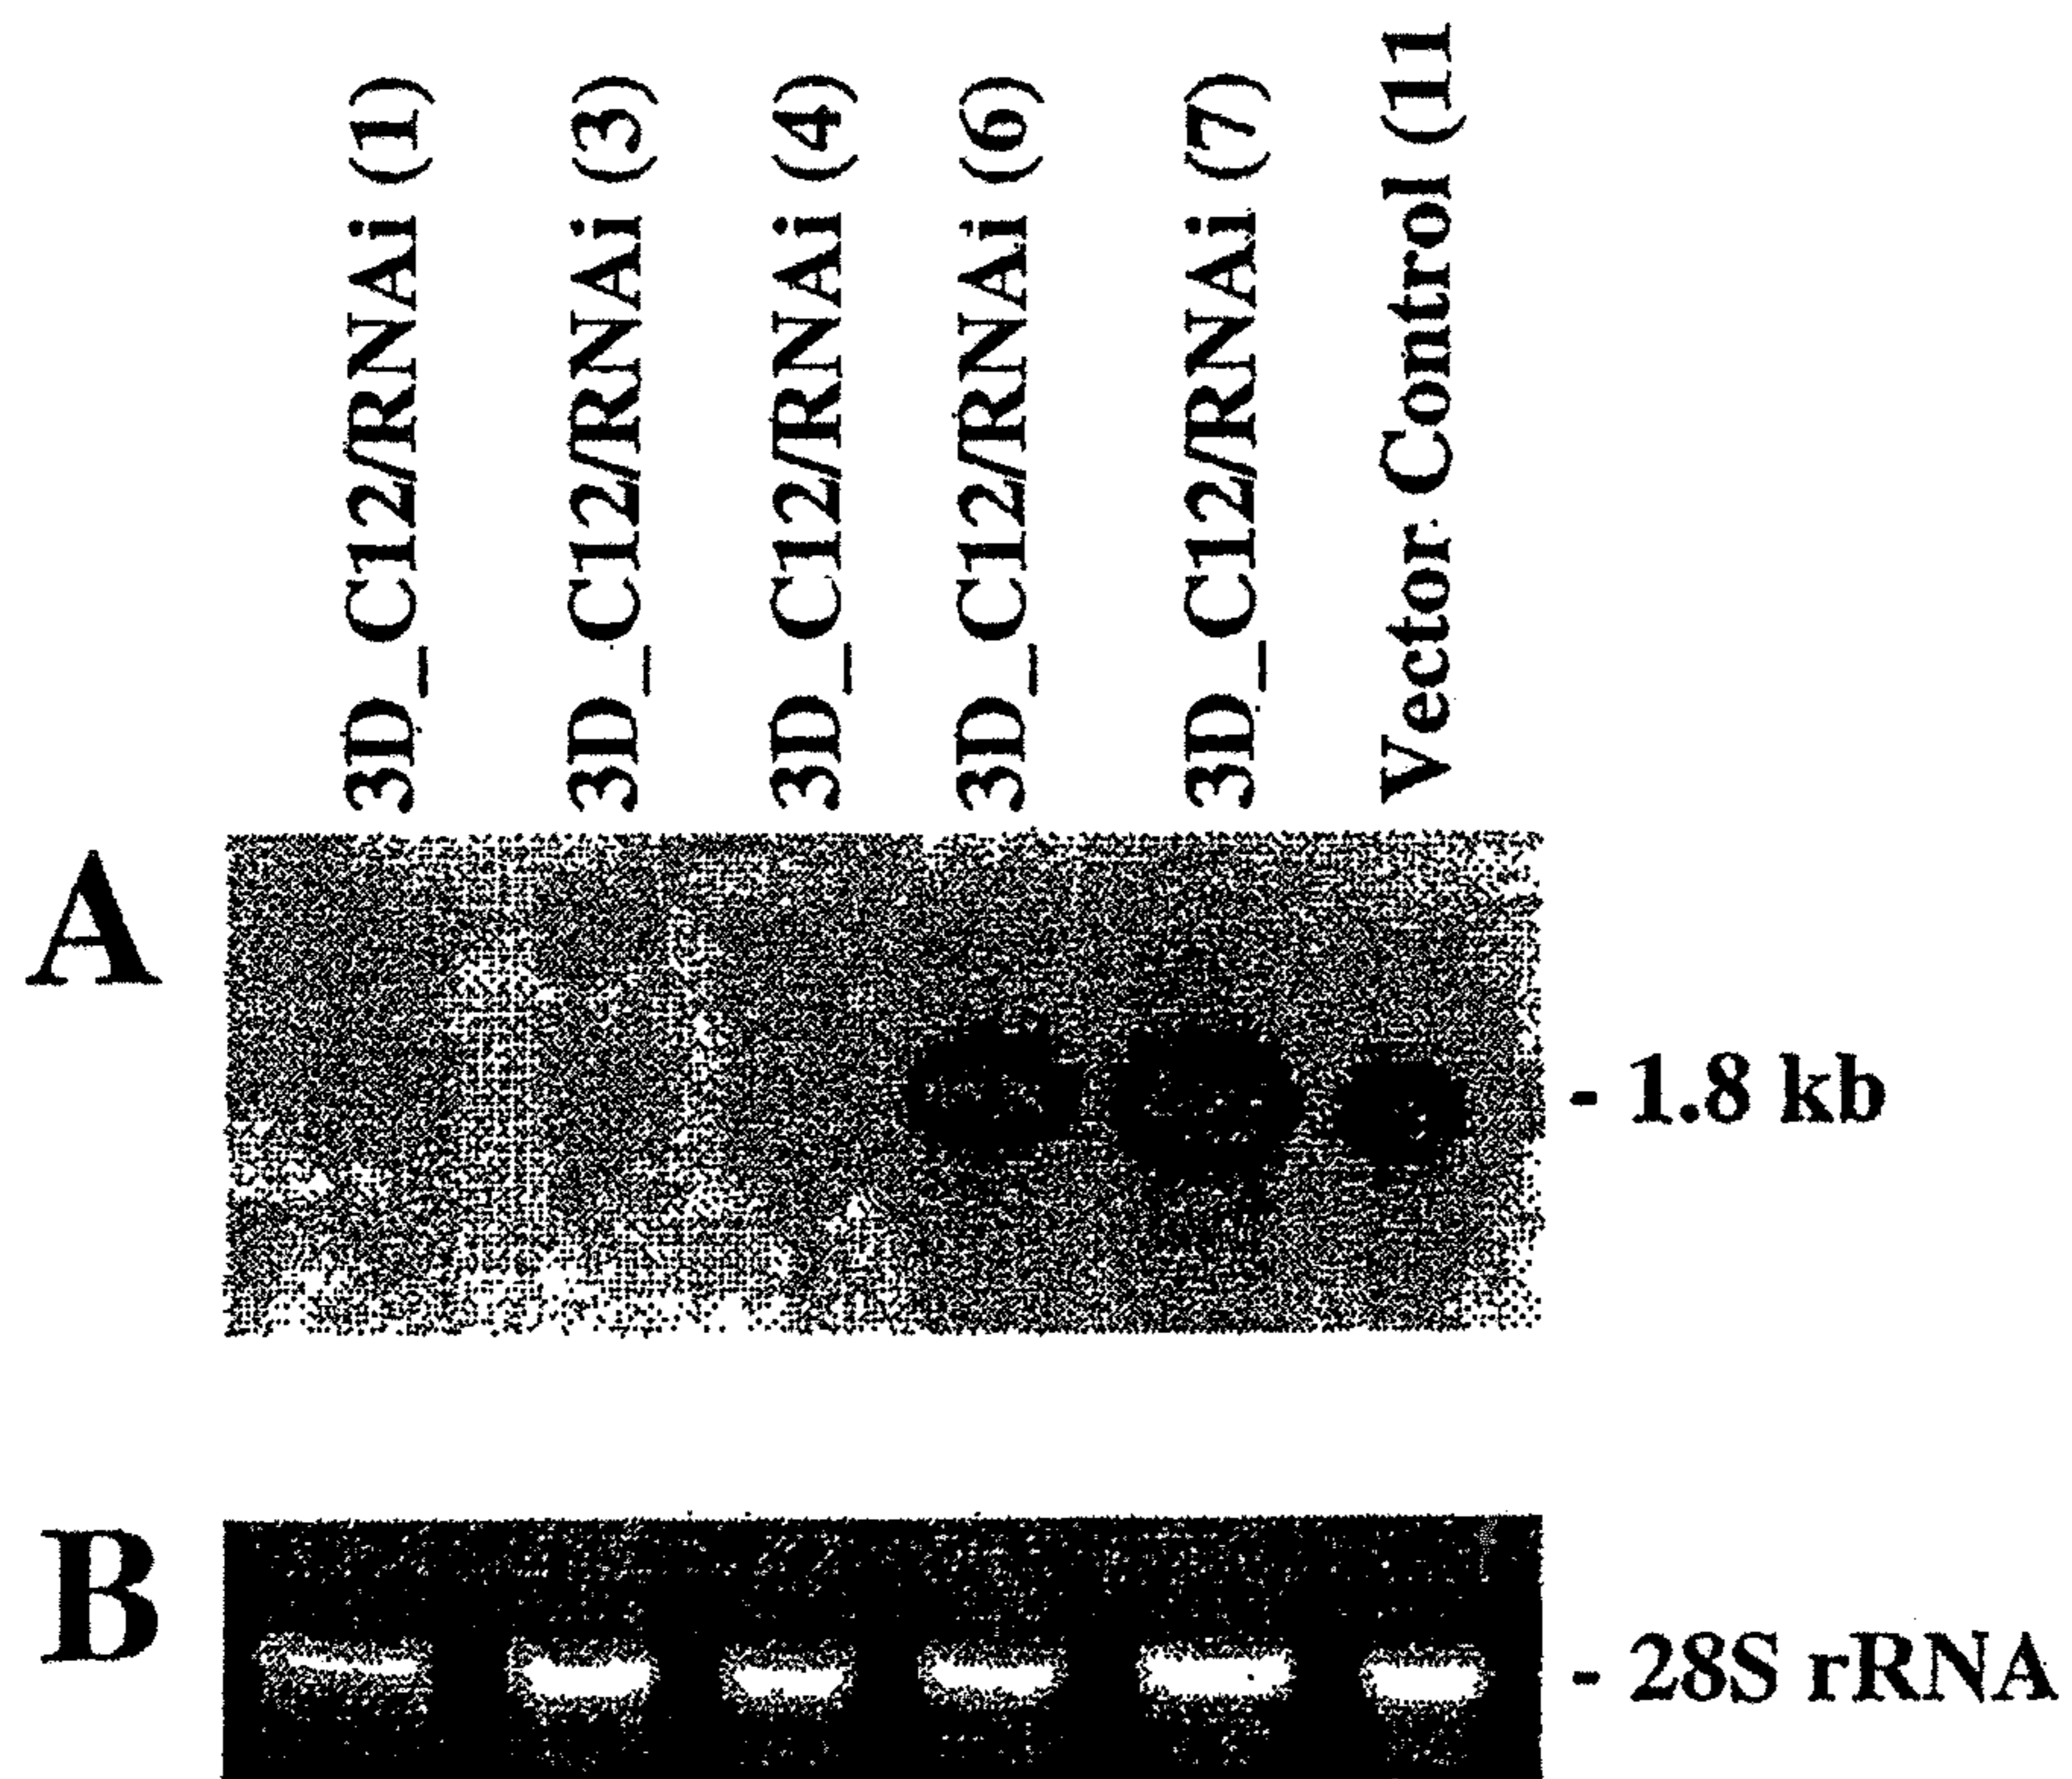 3D_C12/RNAi (1)
3D_C12/RNAi (3)
3D_C12/RNAi (4)
3D_C12/RNAi (6)
3D_C12/RNAi (7)
Vector Control (11
A
- 1.8 kb
B
- 28S rRNA